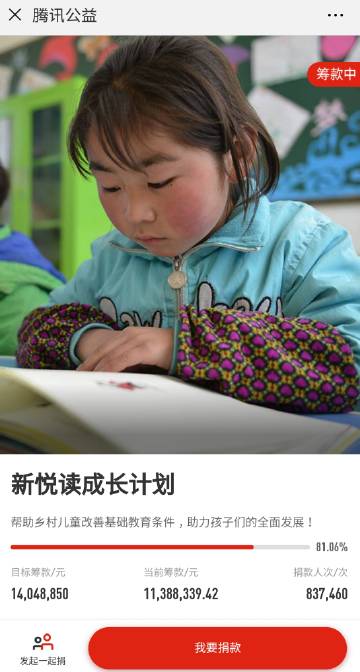 腾讯公益
筹款中
梦
新悦读成长计划
帮助乡村儿童改善基础教育条件，助力孩子们的全面发展！
81.06%
目标筹款/元 当前筹款/元 捐款人次/次
14,048,850 11,388,339.42 837,460
发起一起捐 我要捐款